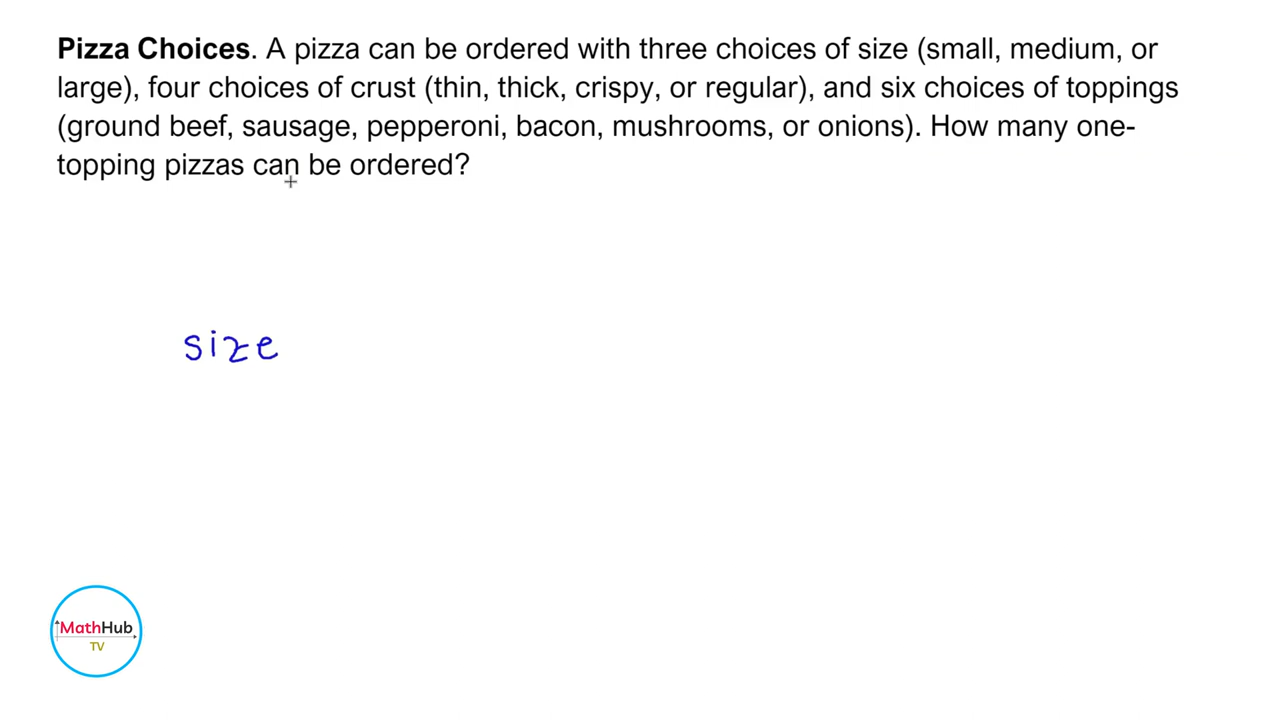 Pizza Choices. A pizza can be ordered with three choices of size (small, medium, or
large), four choices of crust (thin, thick, crispy, or regular), and six choices of toppings
(ground beef, sausage, pepperoni, bacon, mushrooms, or onions). How many one-
topping pizzas can be ordered?
size
MathHub
TV